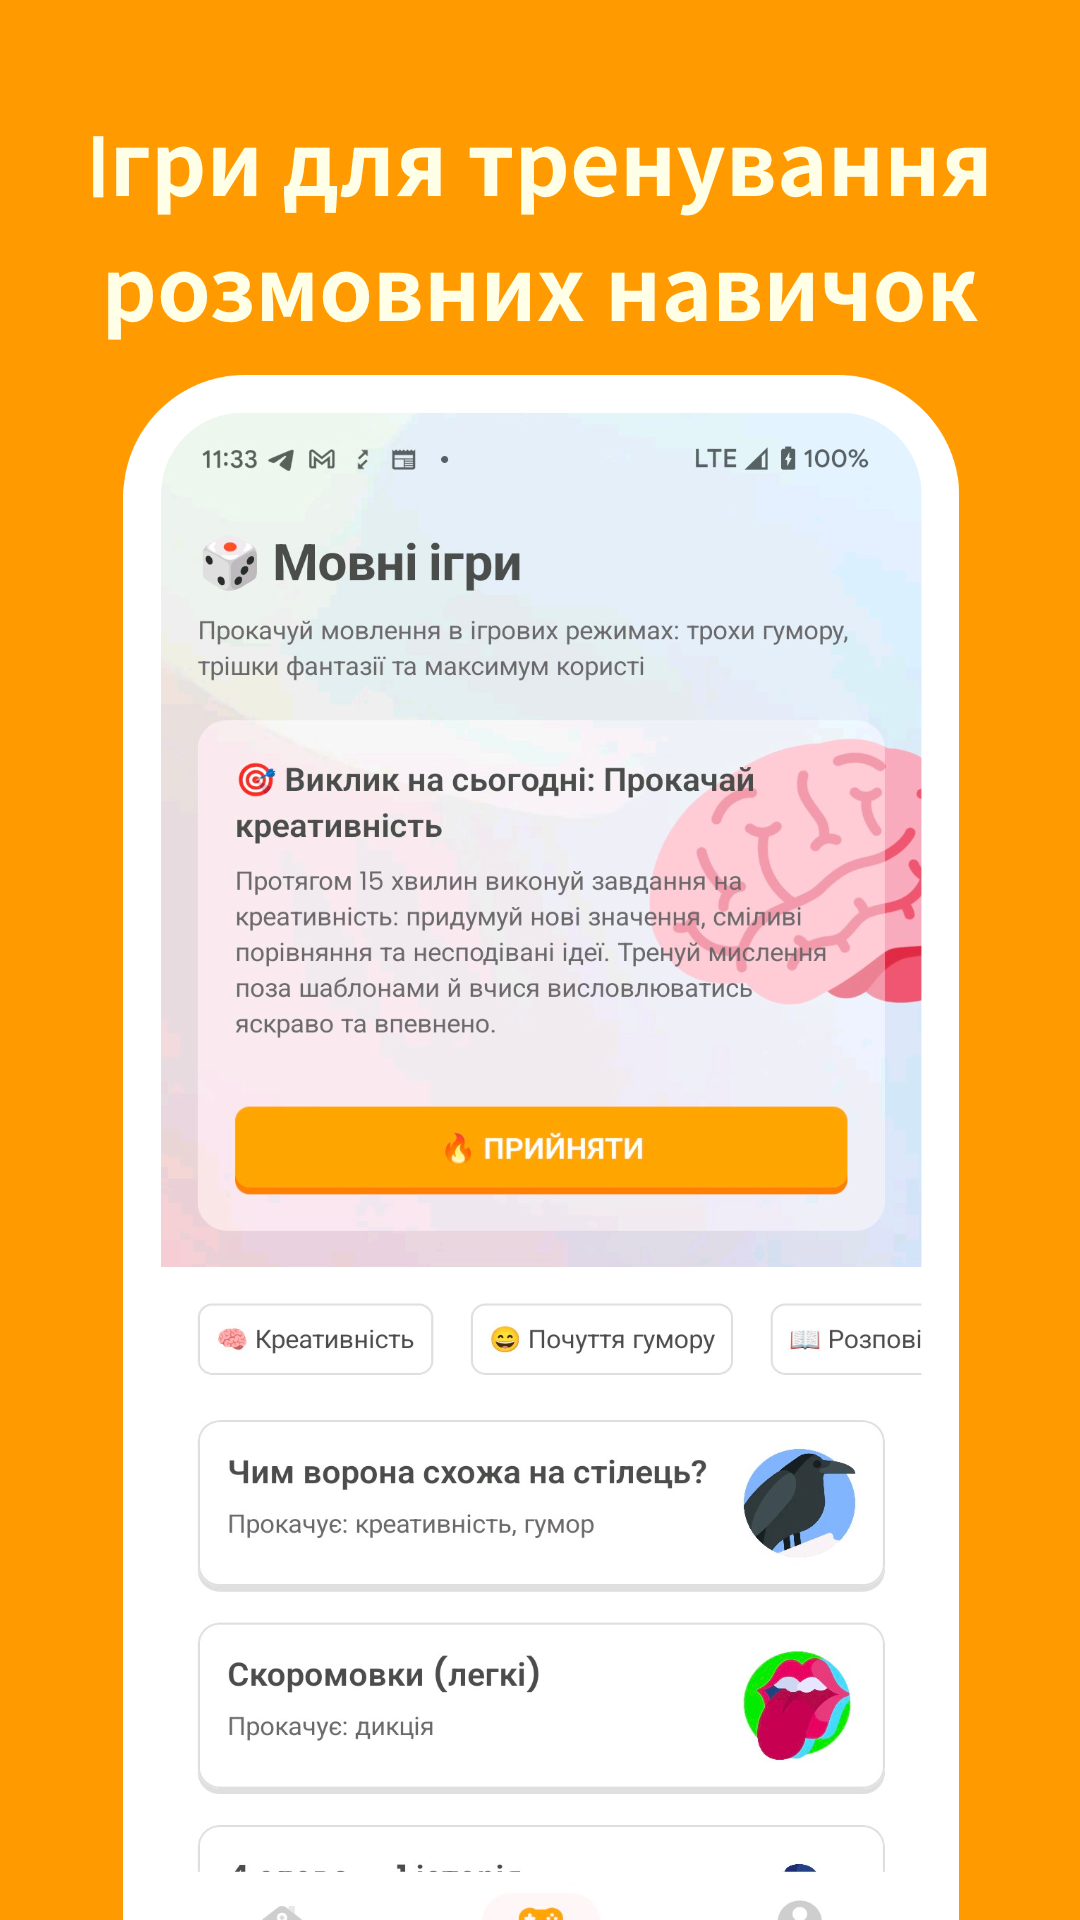 Ігри для тренування
розмовних навичок
11:33
LTE
100%
🎲 Мовні ігри
Прокачуй мовлення в ігрових режимах: трохи гумору,
трішки фантазії та максимум користі
🎯 Виклик на сьогодні: Прокачай
креативність
Протягом 15 хвилин виконуй завдання на
креативність: придумуй нові значення, сміливі
порівняння та несподівані ідеї. Тренуй мислення
поза шаблонами й вчися висловлюватись
яскраво та впевнено.
🔥 ПРИЙНЯТИ
🧠 Креативність
😄 Почуття гумору
📖 Розпові
Чим ворона схожа на стілець?
Прокачує: креативність, гумор
Скоромовки (легкі)
Прокачує: дикція